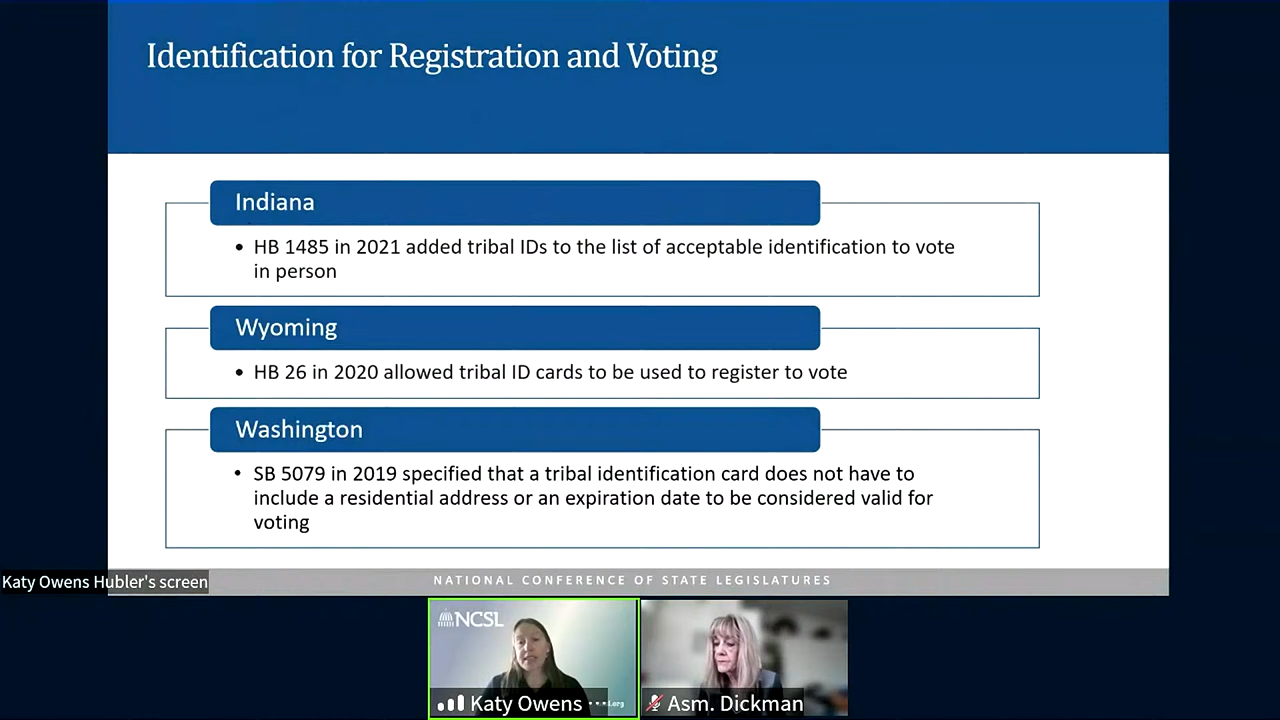 Identification for Registration and Voting
Indiana
• HB 1485 in 2021 added tribal IDs to the list of acceptable identification to vote
in person
Wyoming
• HB 26 in 2020 allowed tribal ID cards to be used to register to vote
Washington
• SB 5079 in 2019 specified that a tribal identification card does not have to
include a residential address or an expiration date to be considered valid for
voting
Katy Owens Hubler's screen
NATIONAL CONFERENCE OF STATE LEGISLATURES
NCSL
Katy Owens
Asm. Dickman